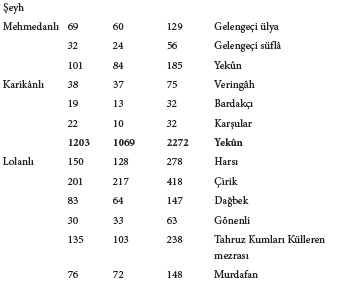 Şeyh
Mehmedanlı 69 60 129 Gelengeçi ülya
32 24 56 Gelengeçi süflâ
101 84 185 Yekûn
Karikânlı 38 37 75 Veringâh
19 13 32 Bardakçı
22 10 32 Karşular
1203 1069 2272 Yekûn
Lolanlı 150 128 278 Harsı
201 217 418 Çirik
83 64 147 Dağbek
30 33 63 Gönenli
135 103 238 Tahruz Kumları Külleren
mezrası
76 72 148 Murdafan